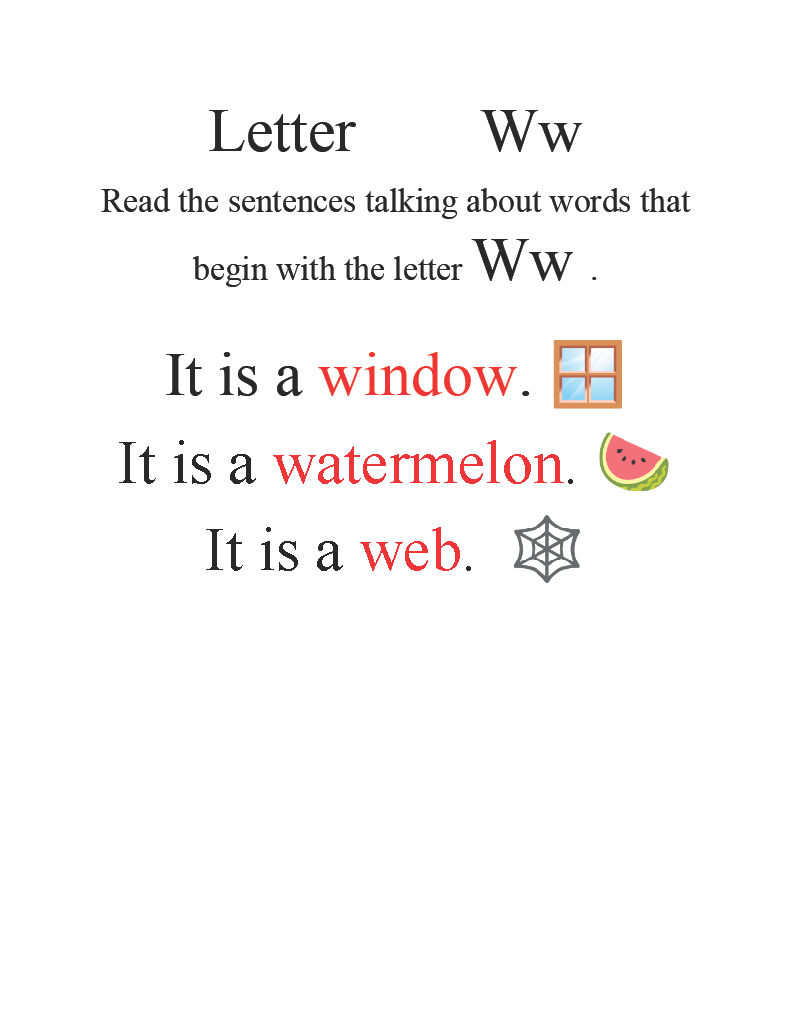 Letter Ww
Read the sentences talking about words that
begin with the letter Ww .
It is a window.
It is a watermelon.
It is a web.